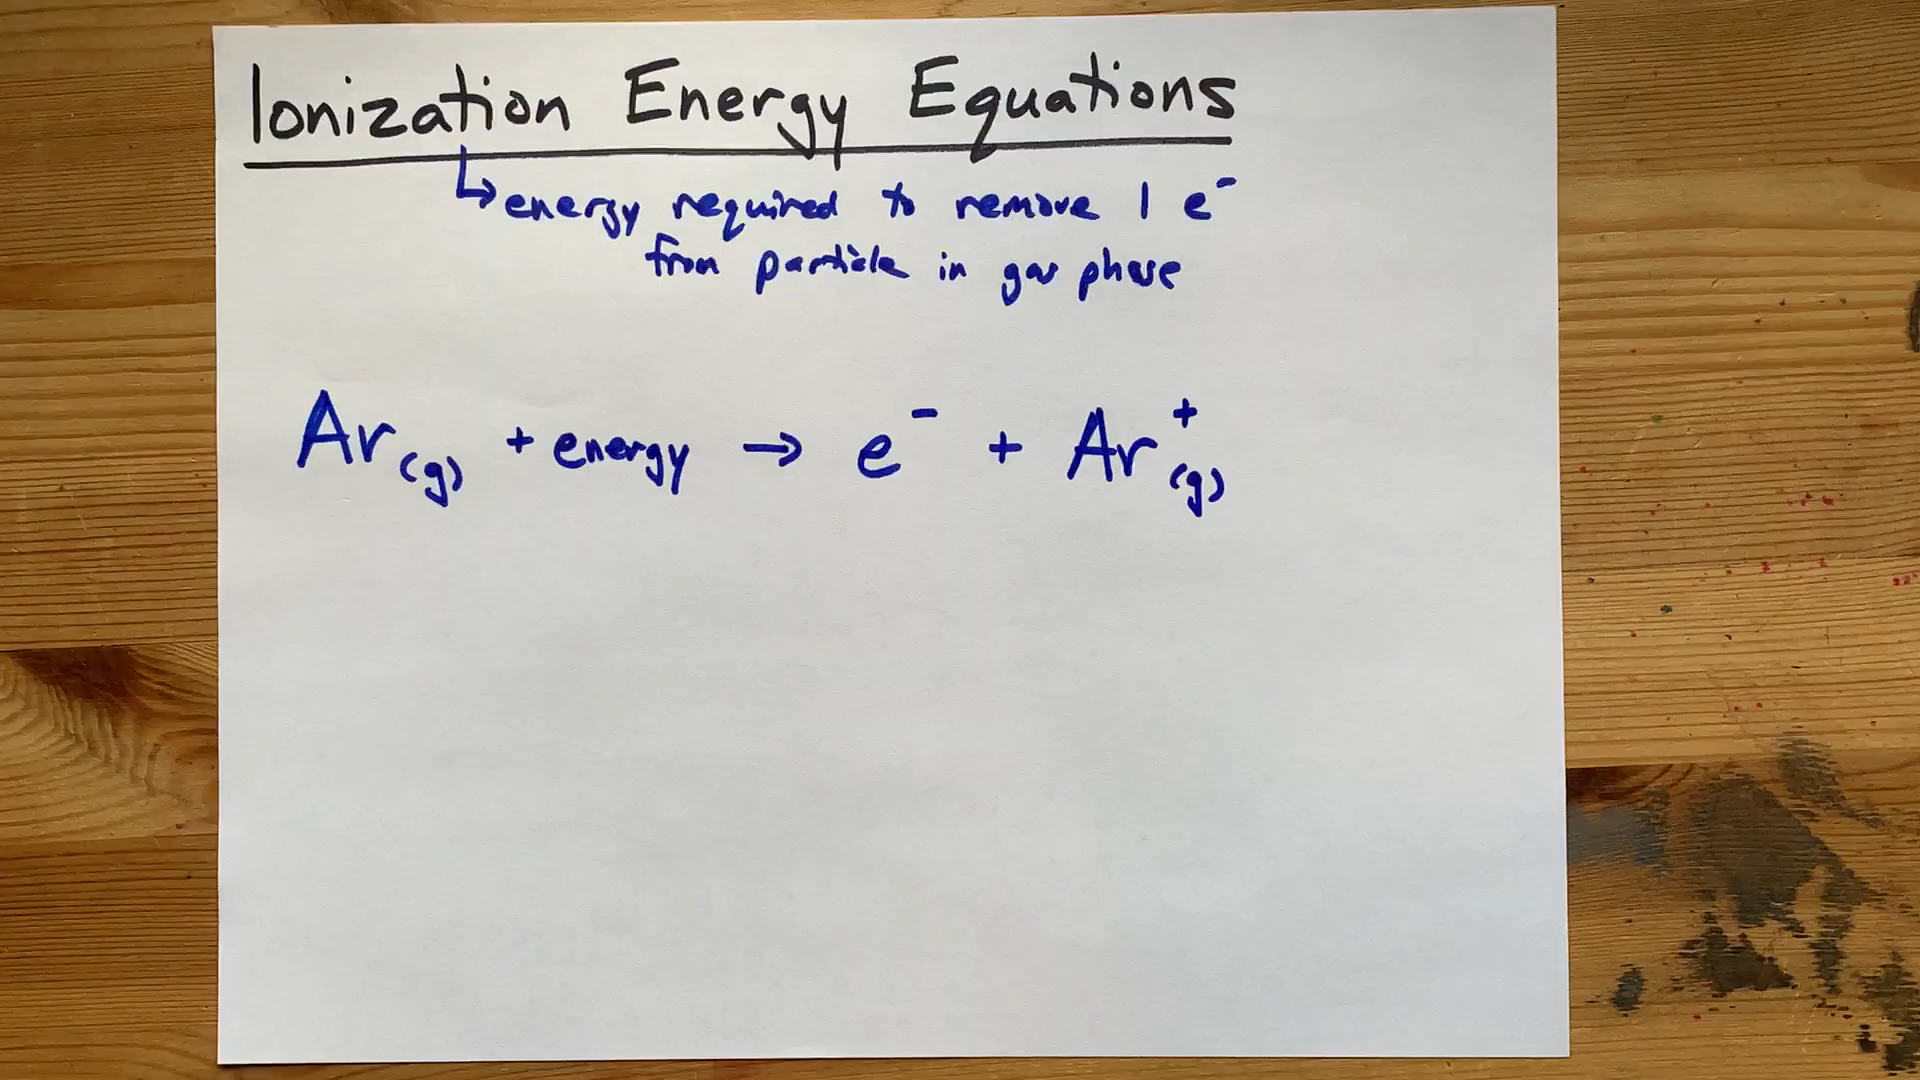 Ionization Energy Equations
↳ energy required to remove 1 e⁻
from particle in gas phase
Ar₍g₎ + energy → e⁻ + Ar⁺₍g₎